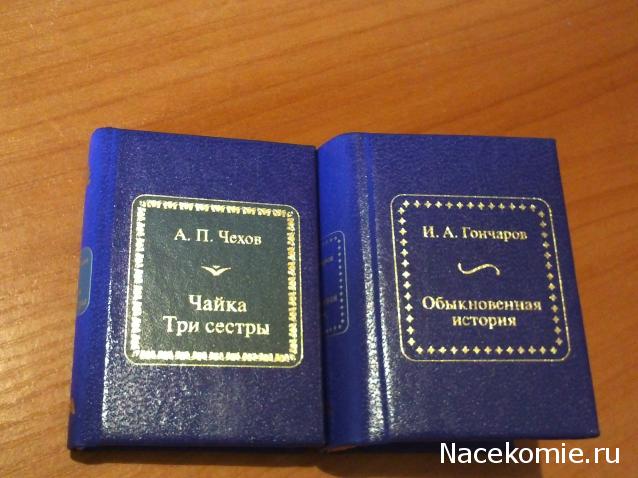 А. П. Чехов
Чайка
Три сестры
И. А. Гончаров
Обыкновенная
история
Nacekomie.ru